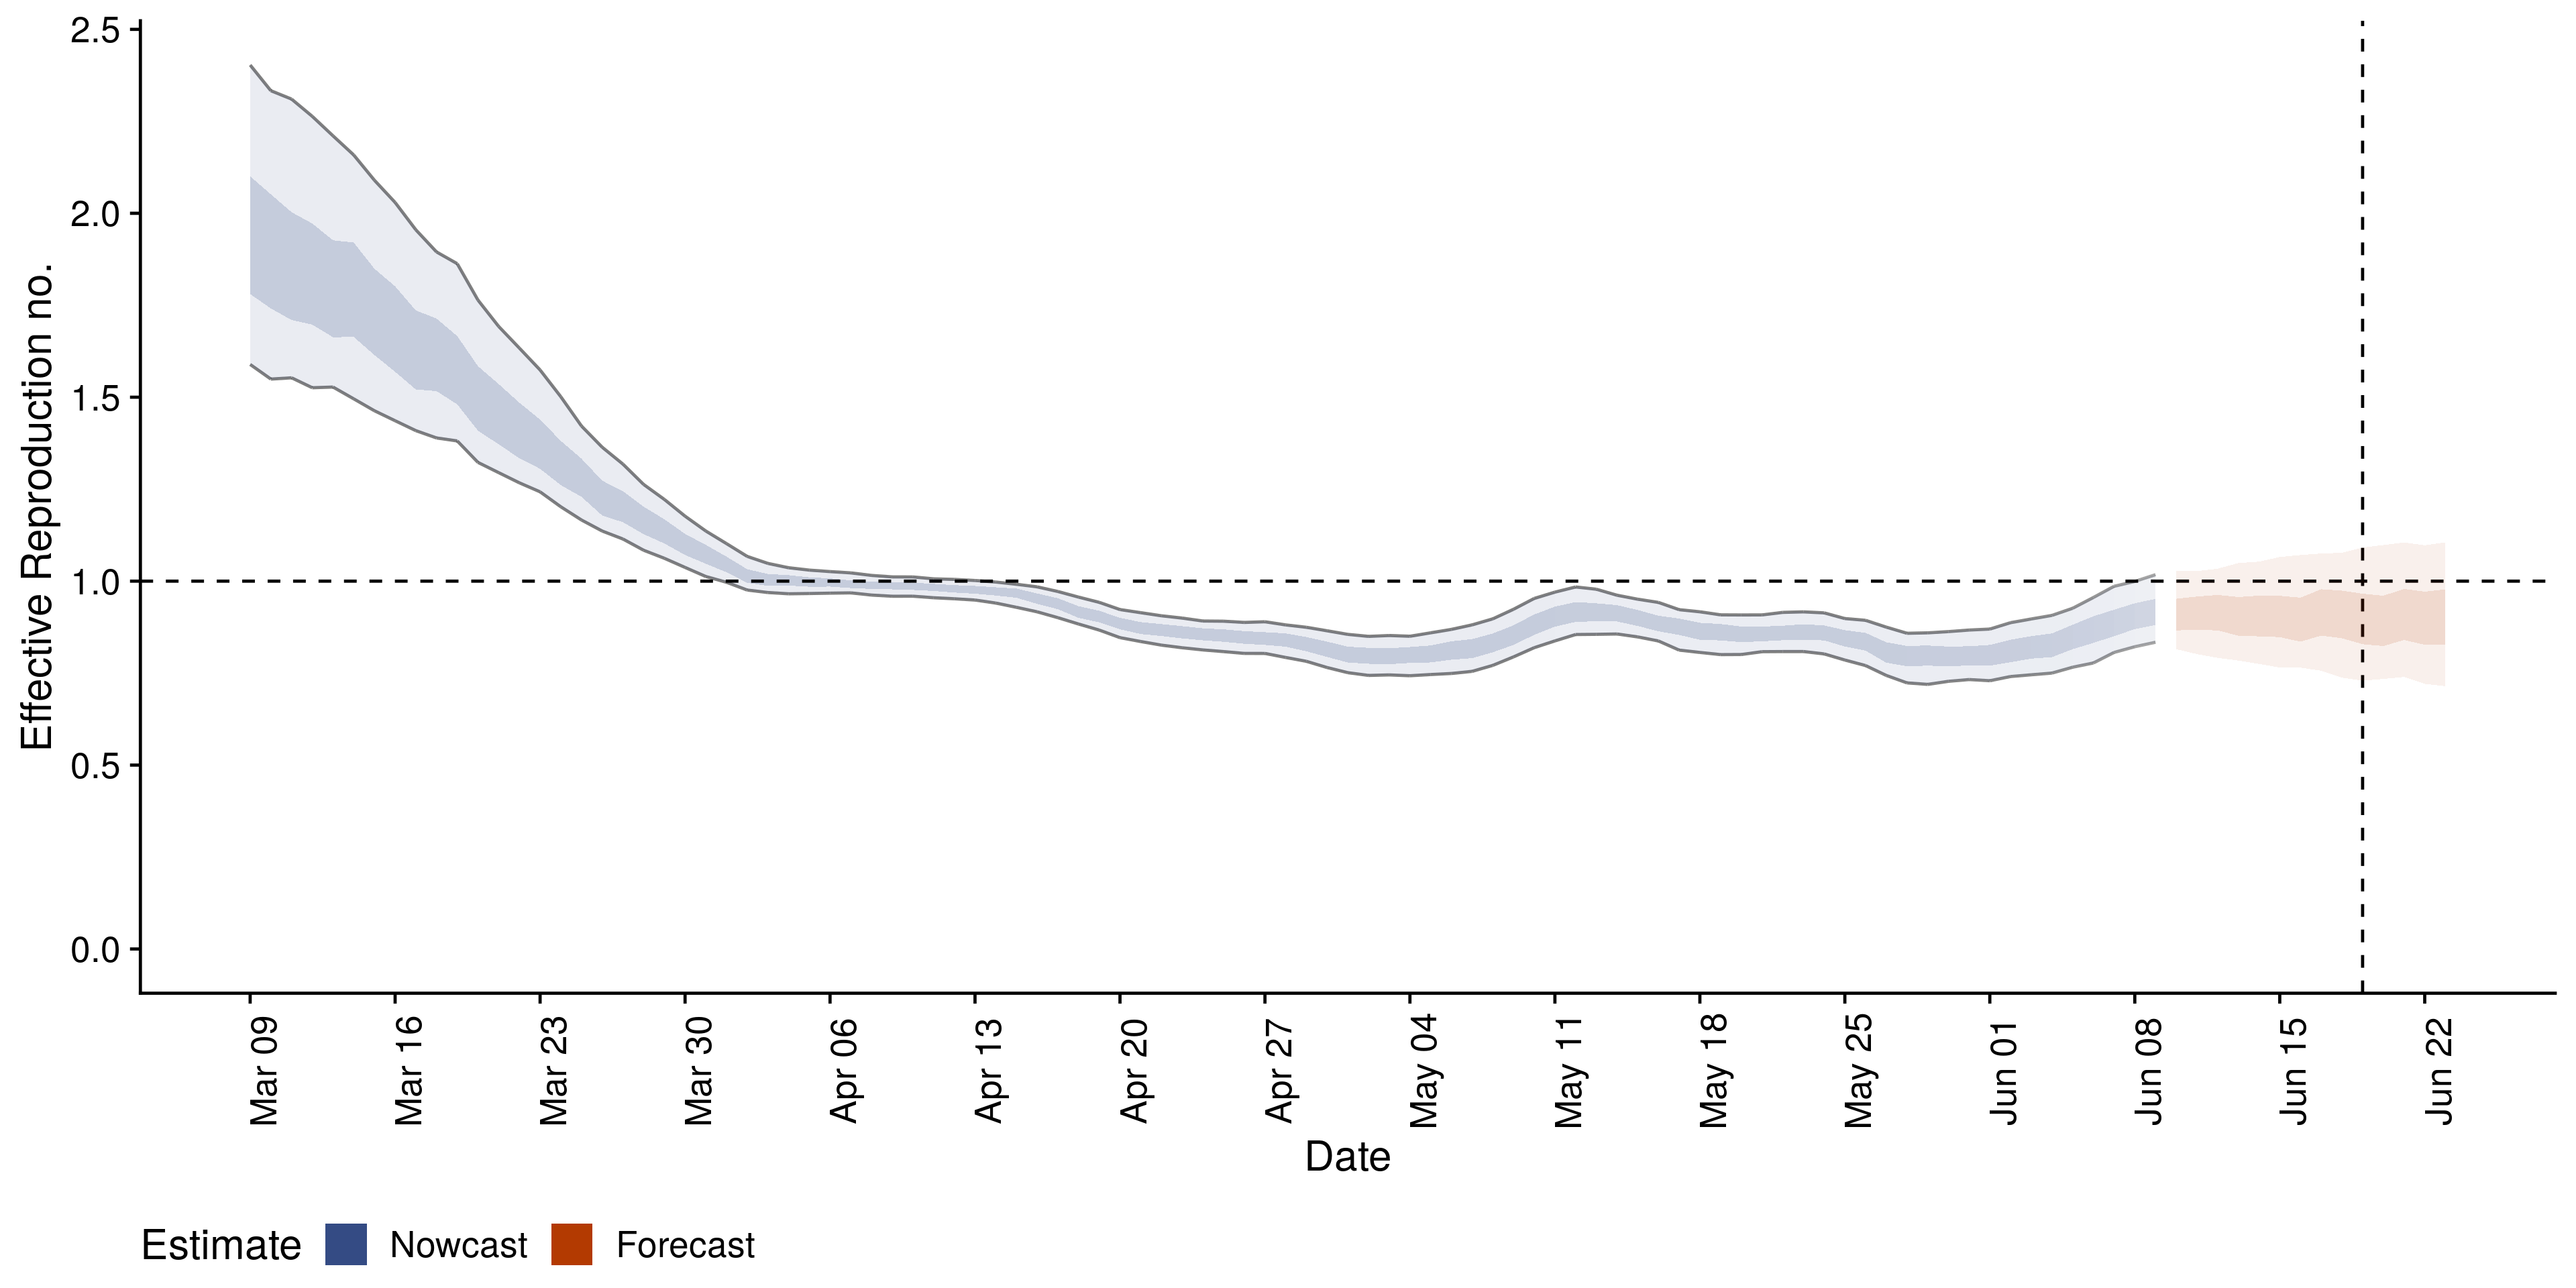 Effective Reproduction no.
2.5
2.0
1.5
1.0
0.5
0.0
Mar 09
Mar 16
Mar 23
Mar 30
Apr 06
Apr 13
Apr 20
Apr 27
May 04
May 11
May 18
May 25
Jun 01
Jun 08
Jun 15
Jun 22
Date
Estimate Nowcast Forecast